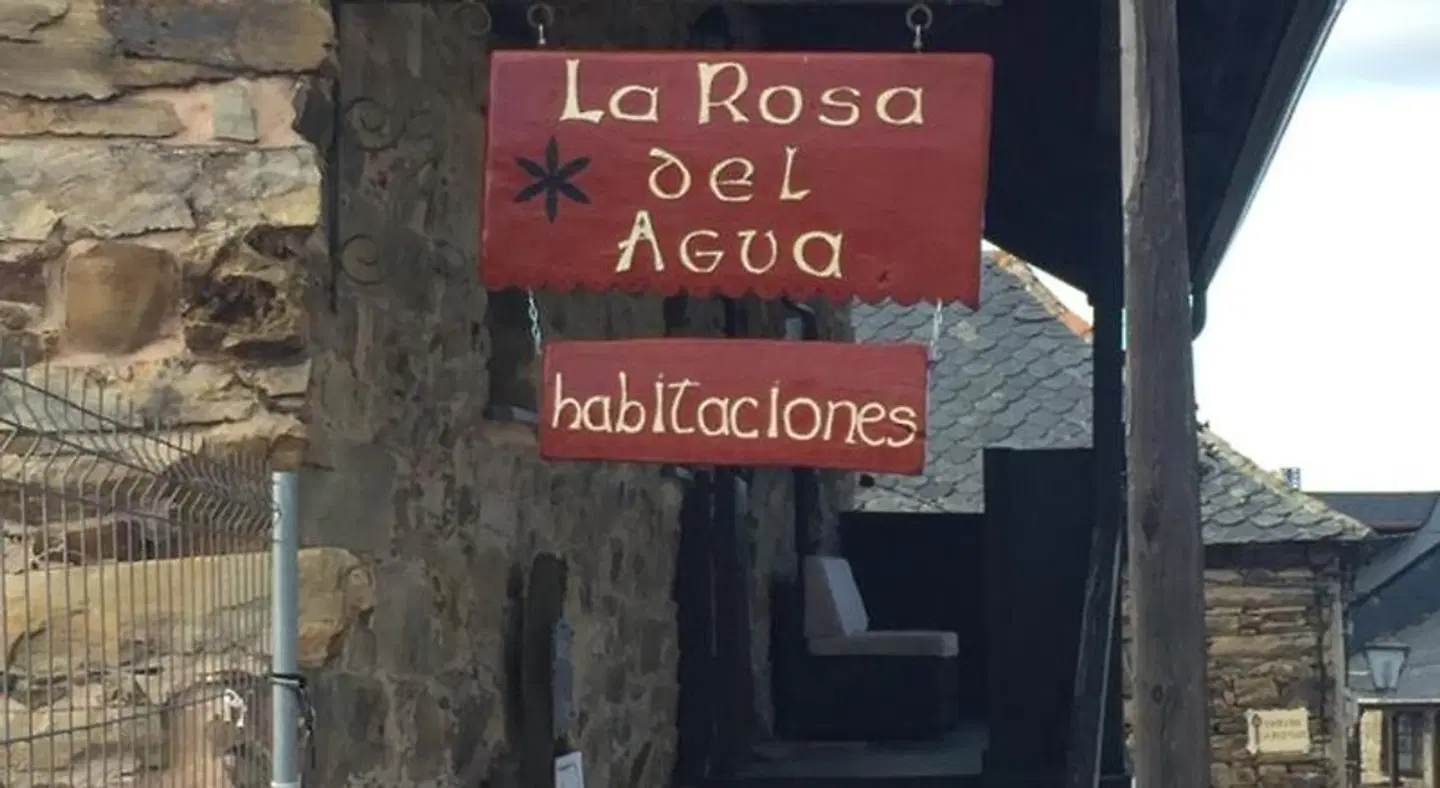 La Rosa
del
Agua
habitaciones